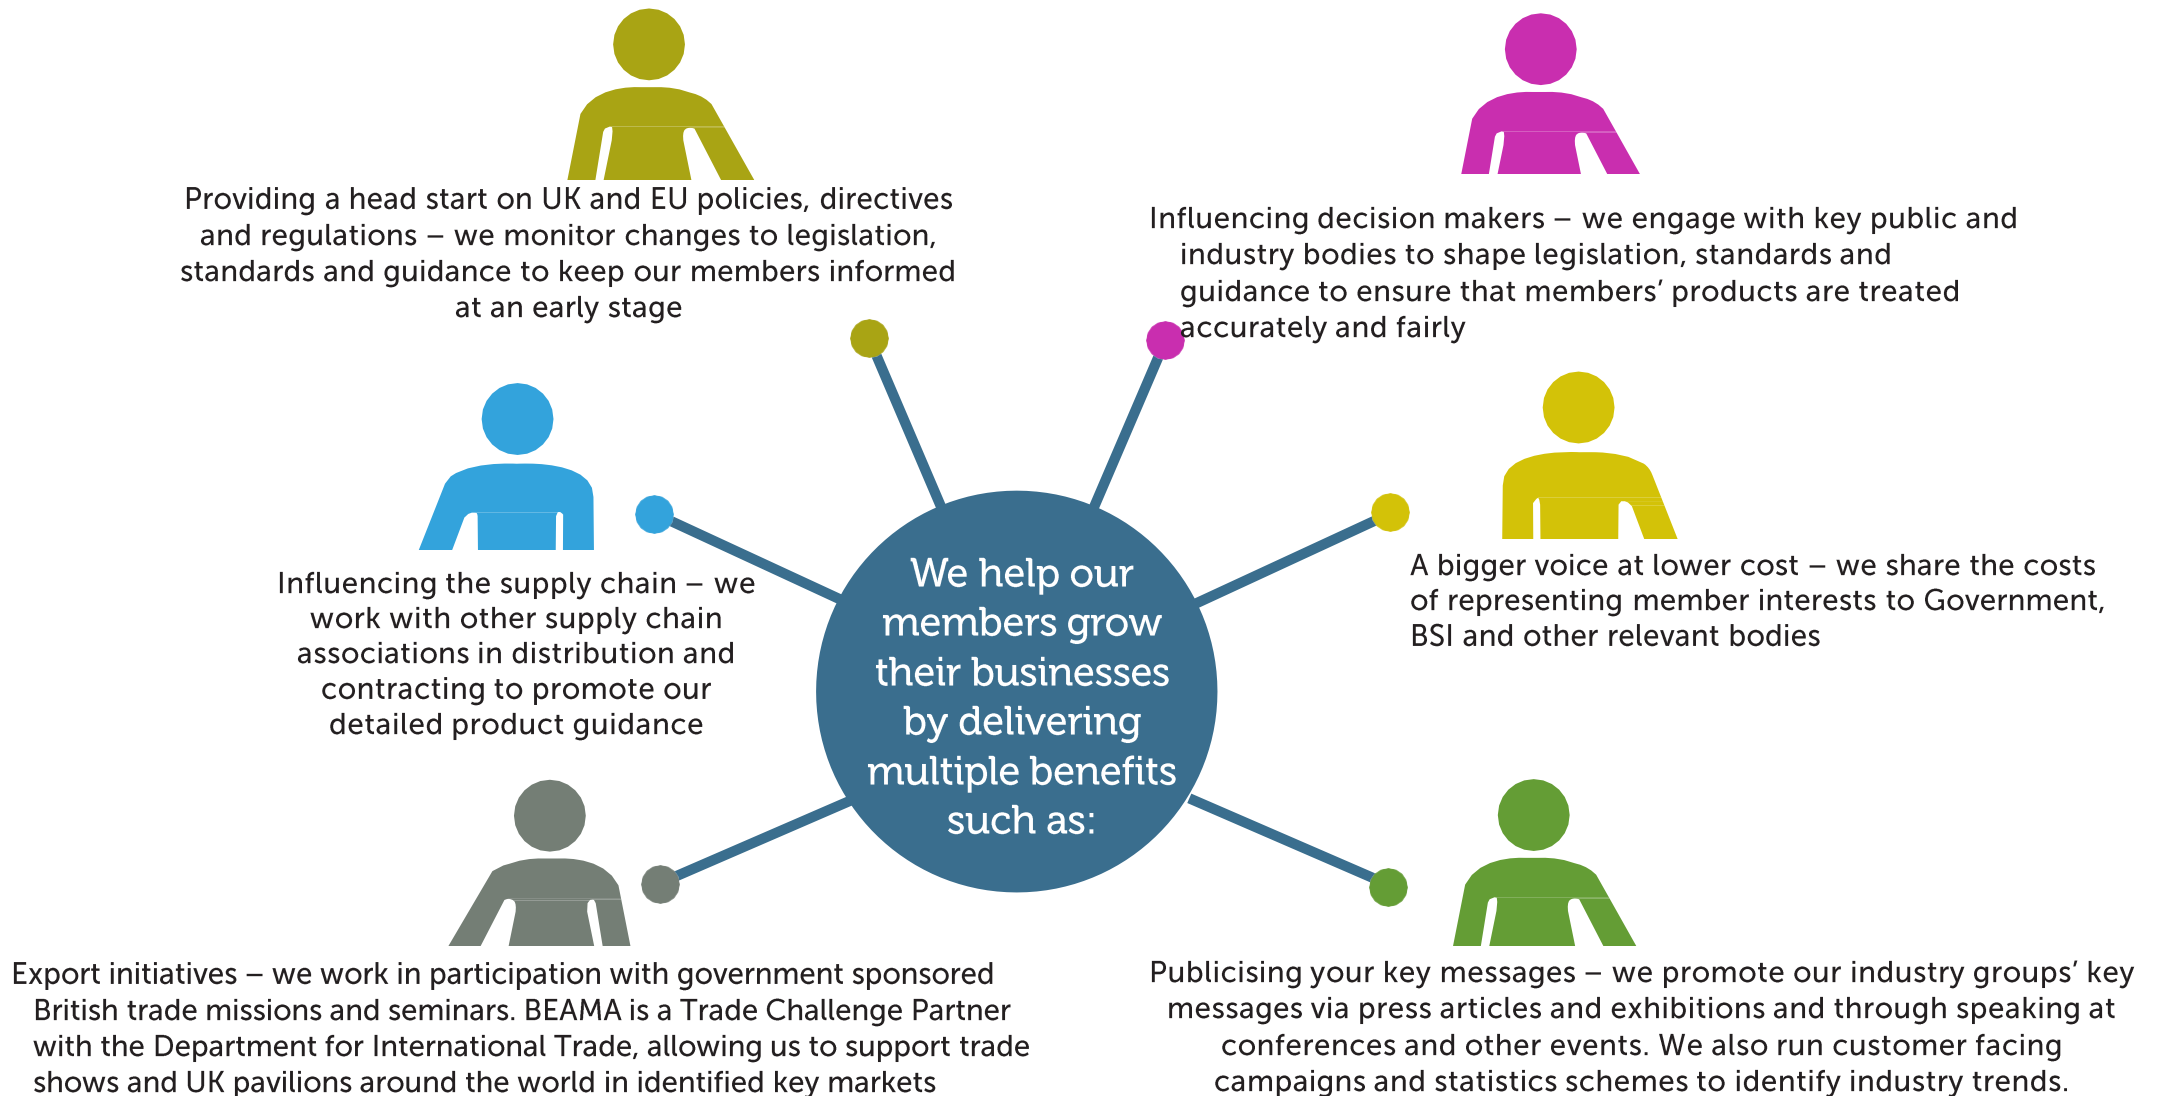 Providing a head start on UK and EU policies, directives
and regulations – we monitor changes to legislation,
standards and guidance to keep our members informed
at an early stage
Influencing decision makers – we engage with key public and
industry bodies to shape legislation, standards and
guidance to ensure that members’ products are treated
accurately and fairly
Influencing the supply chain – we
work with other supply chain
associations in distribution and
contracting to promote our
detailed product guidance
We help our
members grow
their businesses
by delivering
multiple benefits
such as:
A bigger voice at lower cost – we share the costs
of representing member interests to Government,
BSI and other relevant bodies
Export initiatives – we work in participation with government sponsored
British trade missions and seminars. BEAMA is a Trade Challenge Partner
with the Department for International Trade, allowing us to support trade
shows and UK pavilions around the world in identified key markets
Publicising your key messages – we promote our industry groups’ key
messages via press articles and exhibitions and through speaking at
conferences and other events. We also run customer facing
campaigns and statistics schemes to identify industry trends.